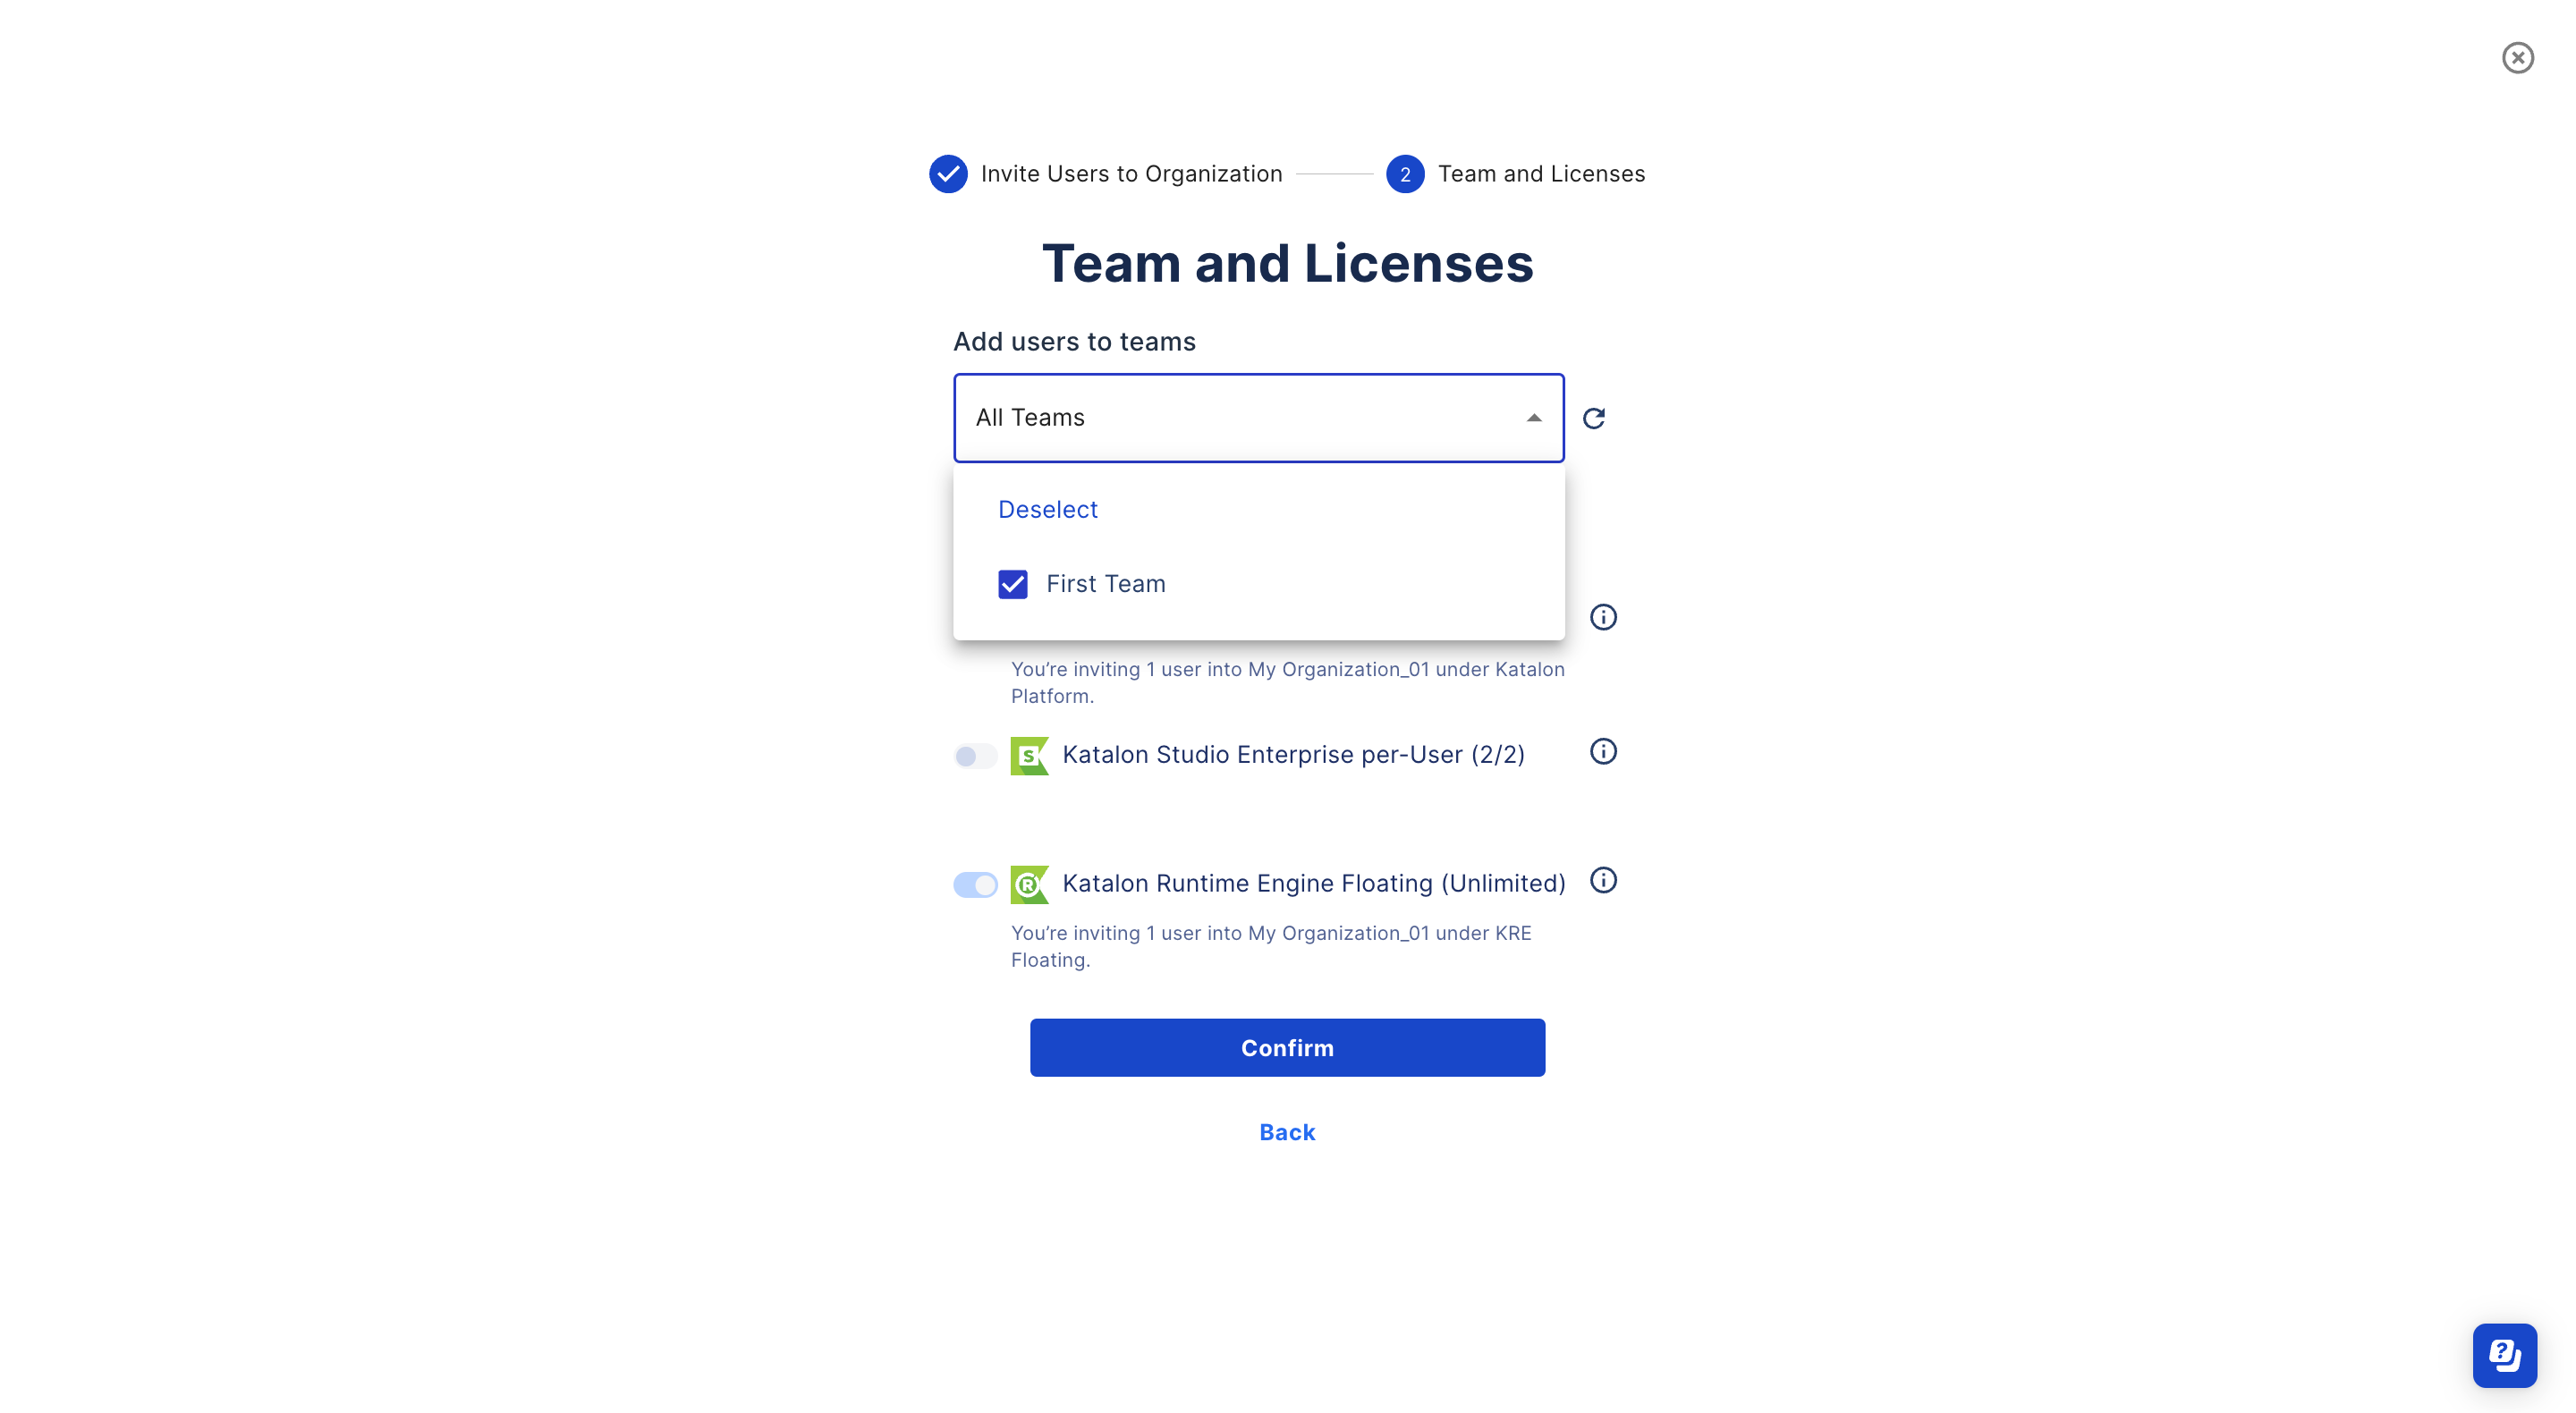 Invite Users to Organization
2
Team and Licenses
Team and Licenses
Add users to teams
All Teams
Deselect
First Team
You’re inviting 1 user into My Organization_01 under Katalon
Platform.
S
Katalon Studio Enterprise per-User (2/2)
R
Katalon Runtime Engine Floating (Unlimited)
You’re inviting 1 user into My Organization_01 under KRE
Floating.
Confirm
Back
?